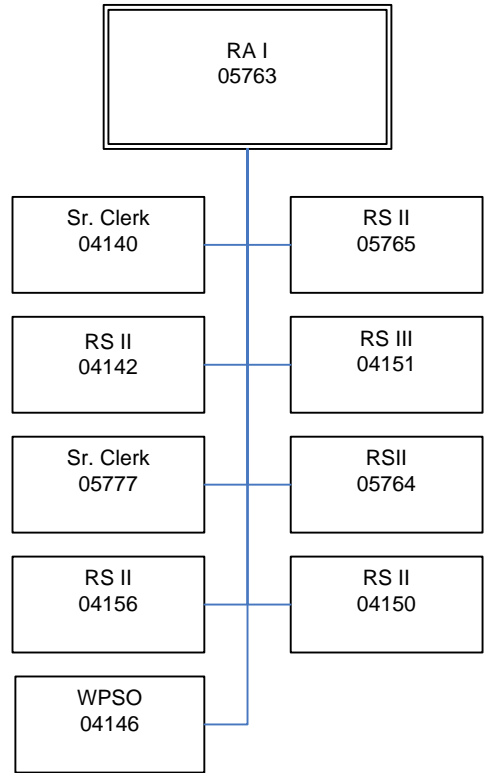 RA I
05763
Sr. Clerk
04140
RS II
05765
RS II
04142
RS III
04151
Sr. Clerk
05777
RSII
05764
RS II
04156
RS II
04150
WPSO
04146